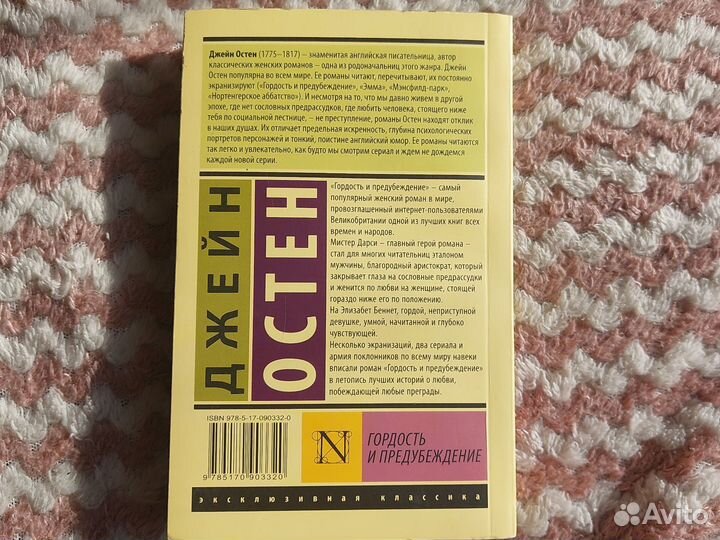 Джейн Остен (1775–1817) – знаменитая английская писательница, автор
классических женских романов – одна из родоначальниц этого жанра. Джейн
Остен популярна во всем мире. Ее романы читают, перечитывают, их постоянно
экранизируют («Гордость и предубеждение», «Эмма», «Мэнсфилд-парк»,
«Нортенгерское аббатство»). И несмотря на то, что мы давно живем в другой
эпохе, где нет сословных предрассудков, где любить человека, стоящего ниже
тебя по социальной лестнице, – не преступление, романы Остен находят отклик
в наших душах. Их отличает предельная искренность, глубина психологических
портретов персонажей и тонкий, поистине английский юмор. Ее романы читаются
так легко и увлекательно, как будто мы смотрим сериал и ждем не дождемся
каждой новой серии.
ДЖЕЙН
ОСТЕН
«Гордость и предубеждение» – самый
популярный женский роман в мире,
провозглашенный интернет-пользователями
Великобритании одной из лучших книг всех
времен и народов.
Мистер Дарси – главный герой романа –
стал для многих читательниц эталоном
мужчины, благородный аристократ, который
закрывает глаза на сословные предрассудки
и женится по любви на женщине, стоящей
гораздо ниже его по положению.
На Элизабет Беннет, гордой, неприступной
девушке, умной, начитанной и глубоко
чувствующей.
Несколько экранизаций, два сериала и
армия поклонников по всему миру навеки
вписали роман «Гордость и предубеждение»
в летопись лучших историй о любви,
побеждающей любые преграды.
ISBN 978-5-17-090332-0
9 785170 903320
N
ГОРДОСТЬ
И ПРЕДУБЕЖДЕНИЕ
эксклюзивная классика
Avito